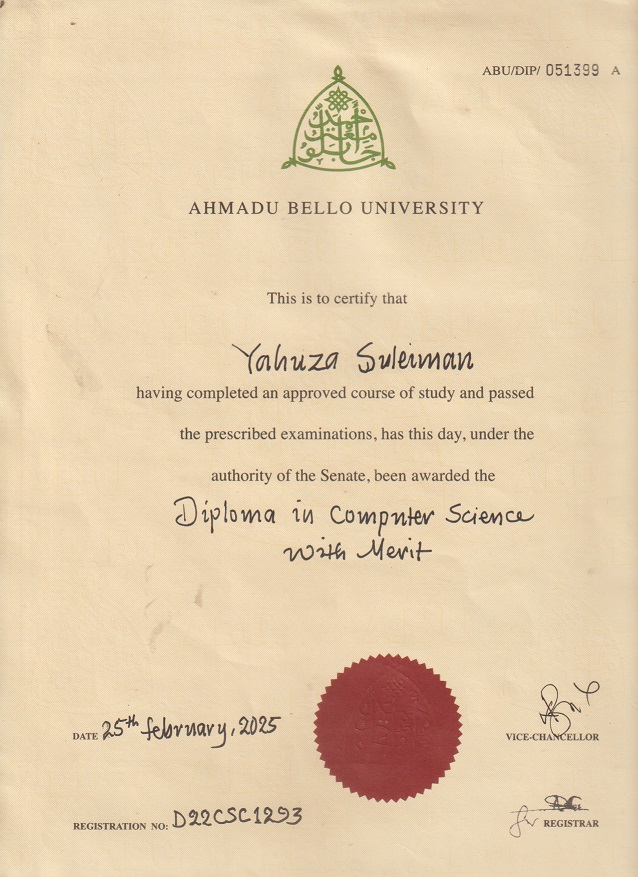 ABU/DIP/ 051399 A
AHMADU BELLO UNIVERSITY
This is to certify that
Yahuza Suleiman
having completed an approved course of study and passed
the prescribed examinations, has this day, under the
authority of the Senate, been awarded the
Diploma in Computer Science
with Merit
DATE 25th february, 2025
VICE-CHANCELLOR
REGISTRATION NO: D22CSC1293
REGISTRAR